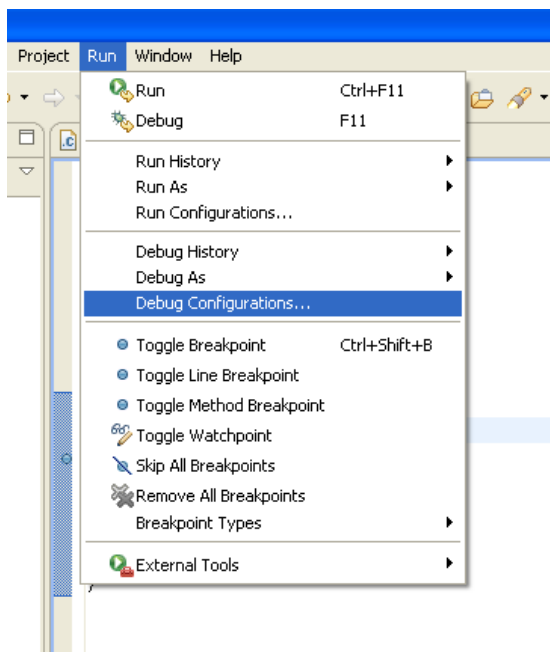 Project Run Window Help
Run Ctrl+F11
Debug F11
.c
Run History
Run As
Run Configurations...
Debug History
Debug As
Debug Configurations...
Toggle Breakpoint Ctrl+Shift+B
Toggle Line Breakpoint
Toggle Method Breakpoint
Toggle Watchpoint
Skip All Breakpoints
Remove All Breakpoints
Breakpoint Types
External Tools
}